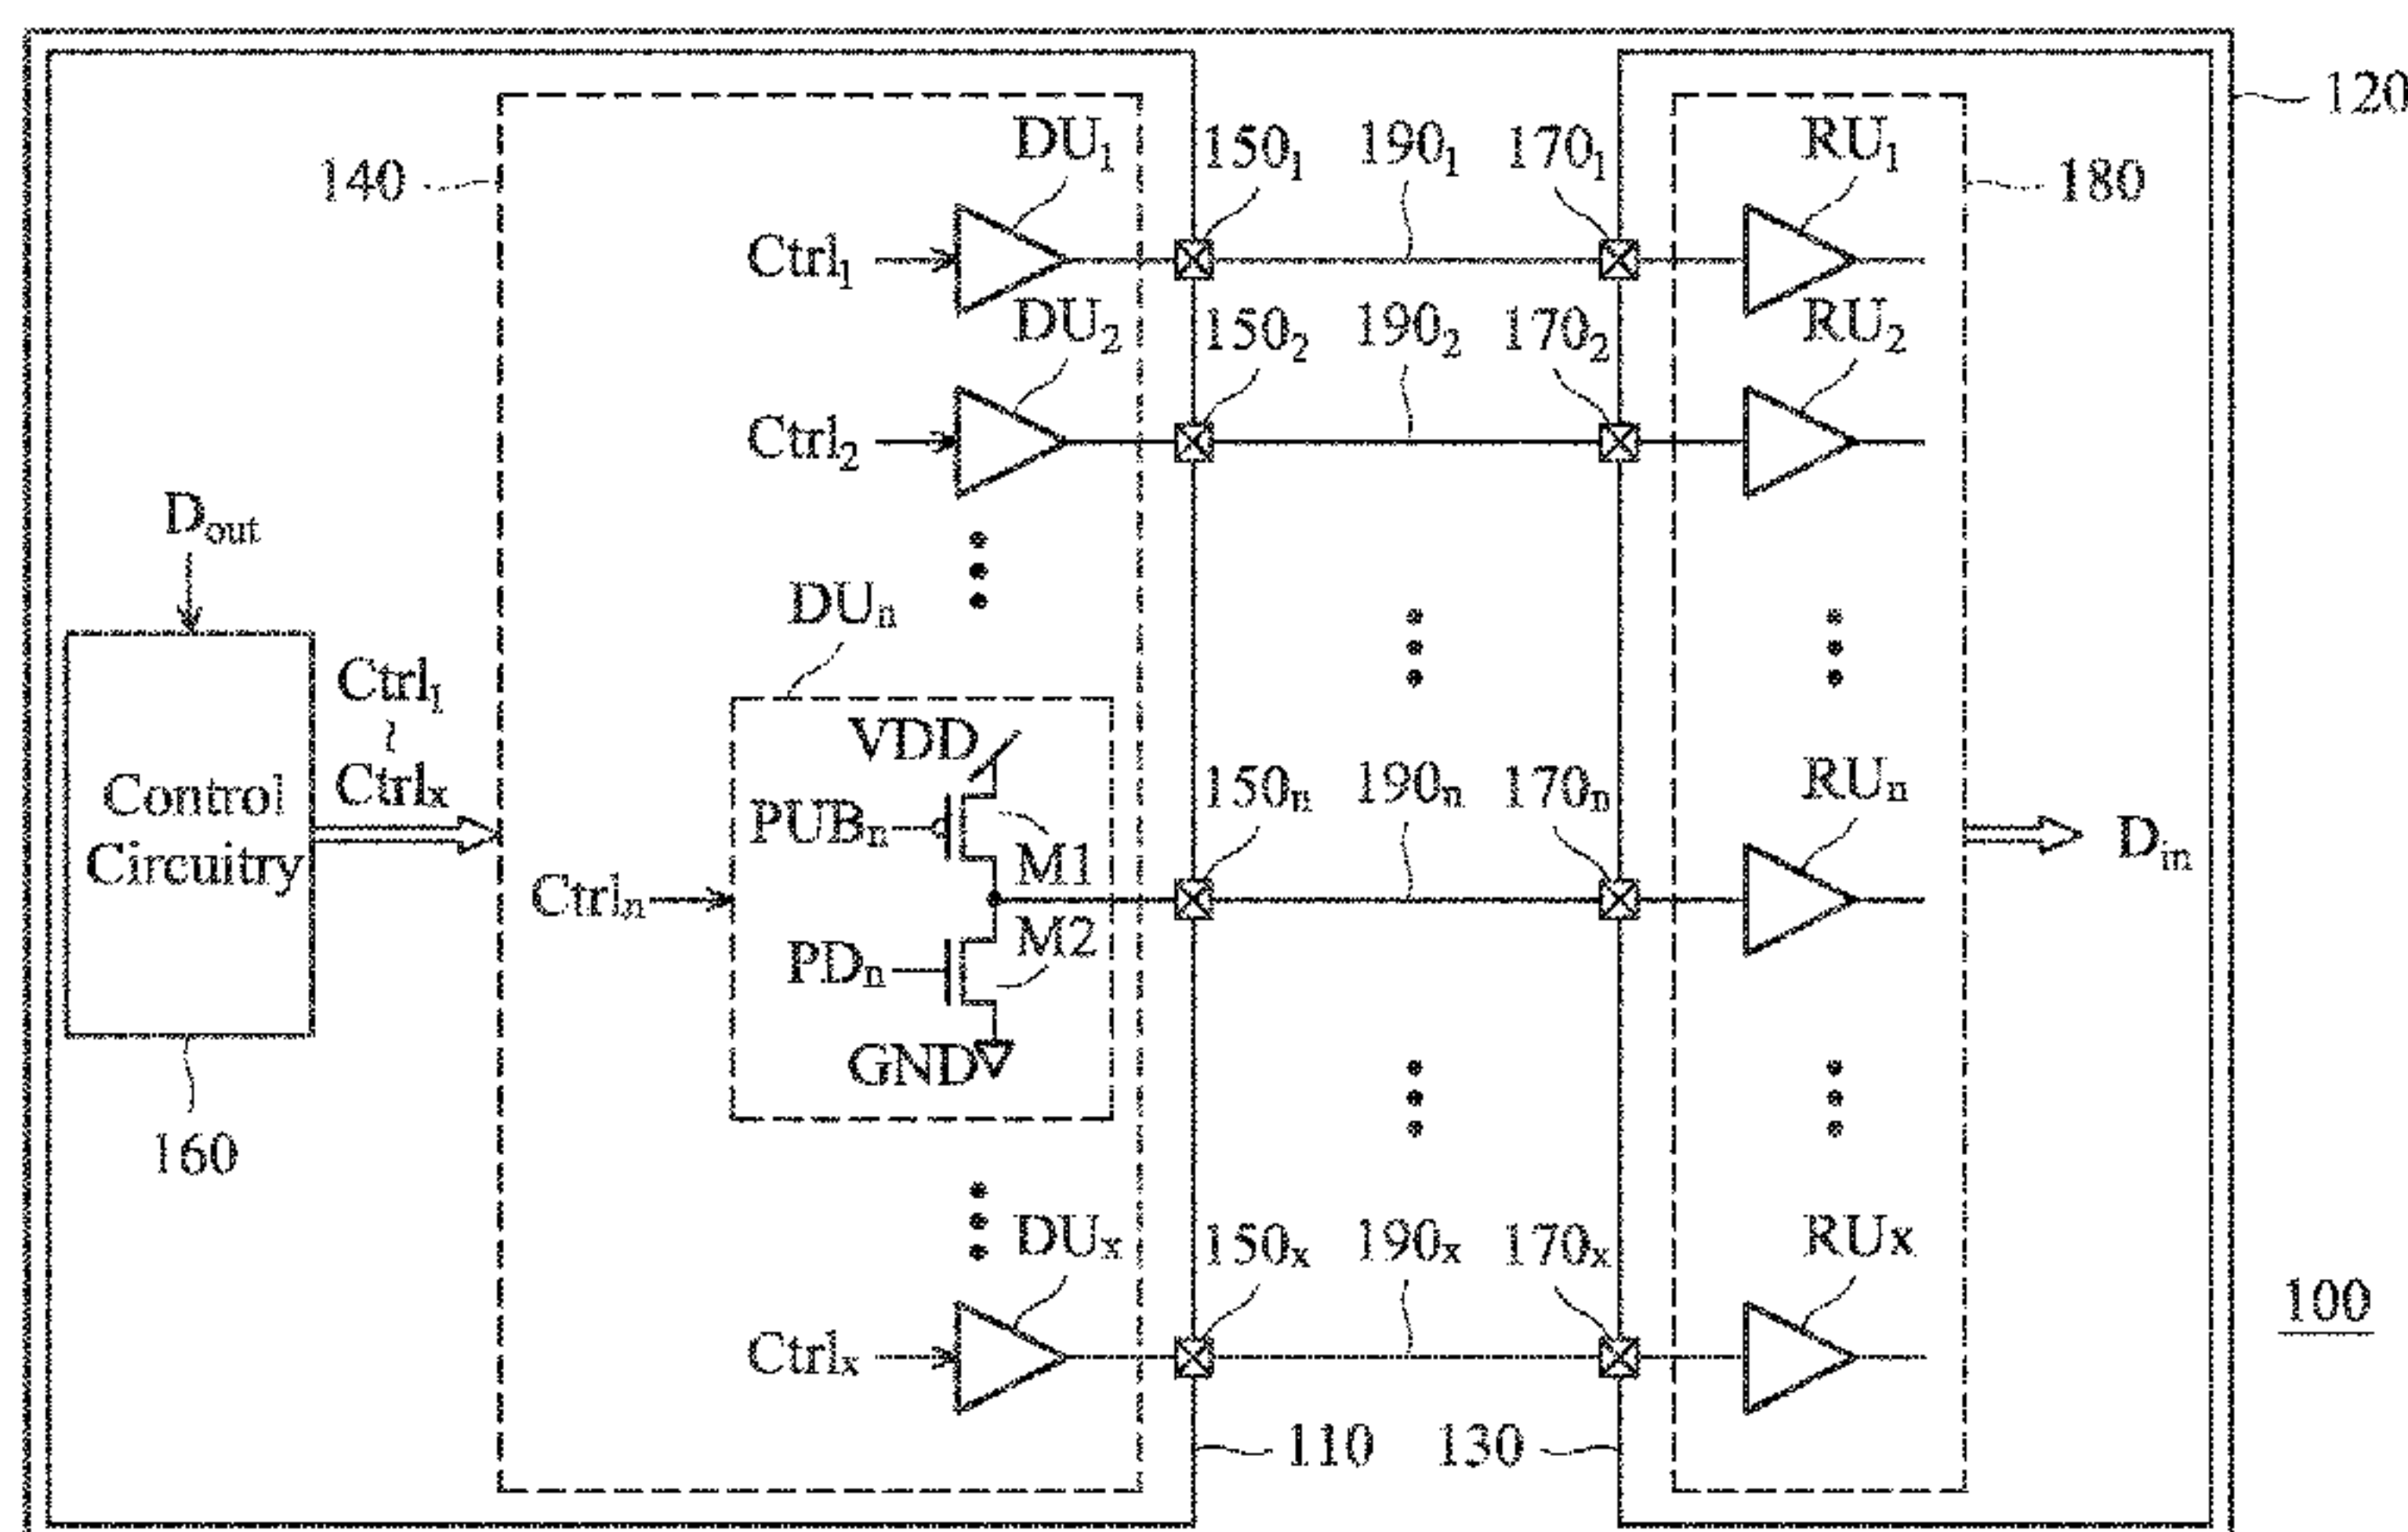 120
140
DU₁
150₁
190₁
170₁
RU₁
180
Ctrl₁
DU₂
150₂
190₂
170₂
RU₂
Ctrl₂
Dout
DUₙ
Ctrl₁
~
Ctrlₓ
Control
Circuitry
VDD
PUBₙ
M1
150ₙ
190ₙ
170ₙ
RUₙ
Din
Ctrlₙ
M2
PDₙ
GND
160
DUₓ
150ₓ
190ₓ
170ₓ
RUx
100
Ctrlₓ
110
130